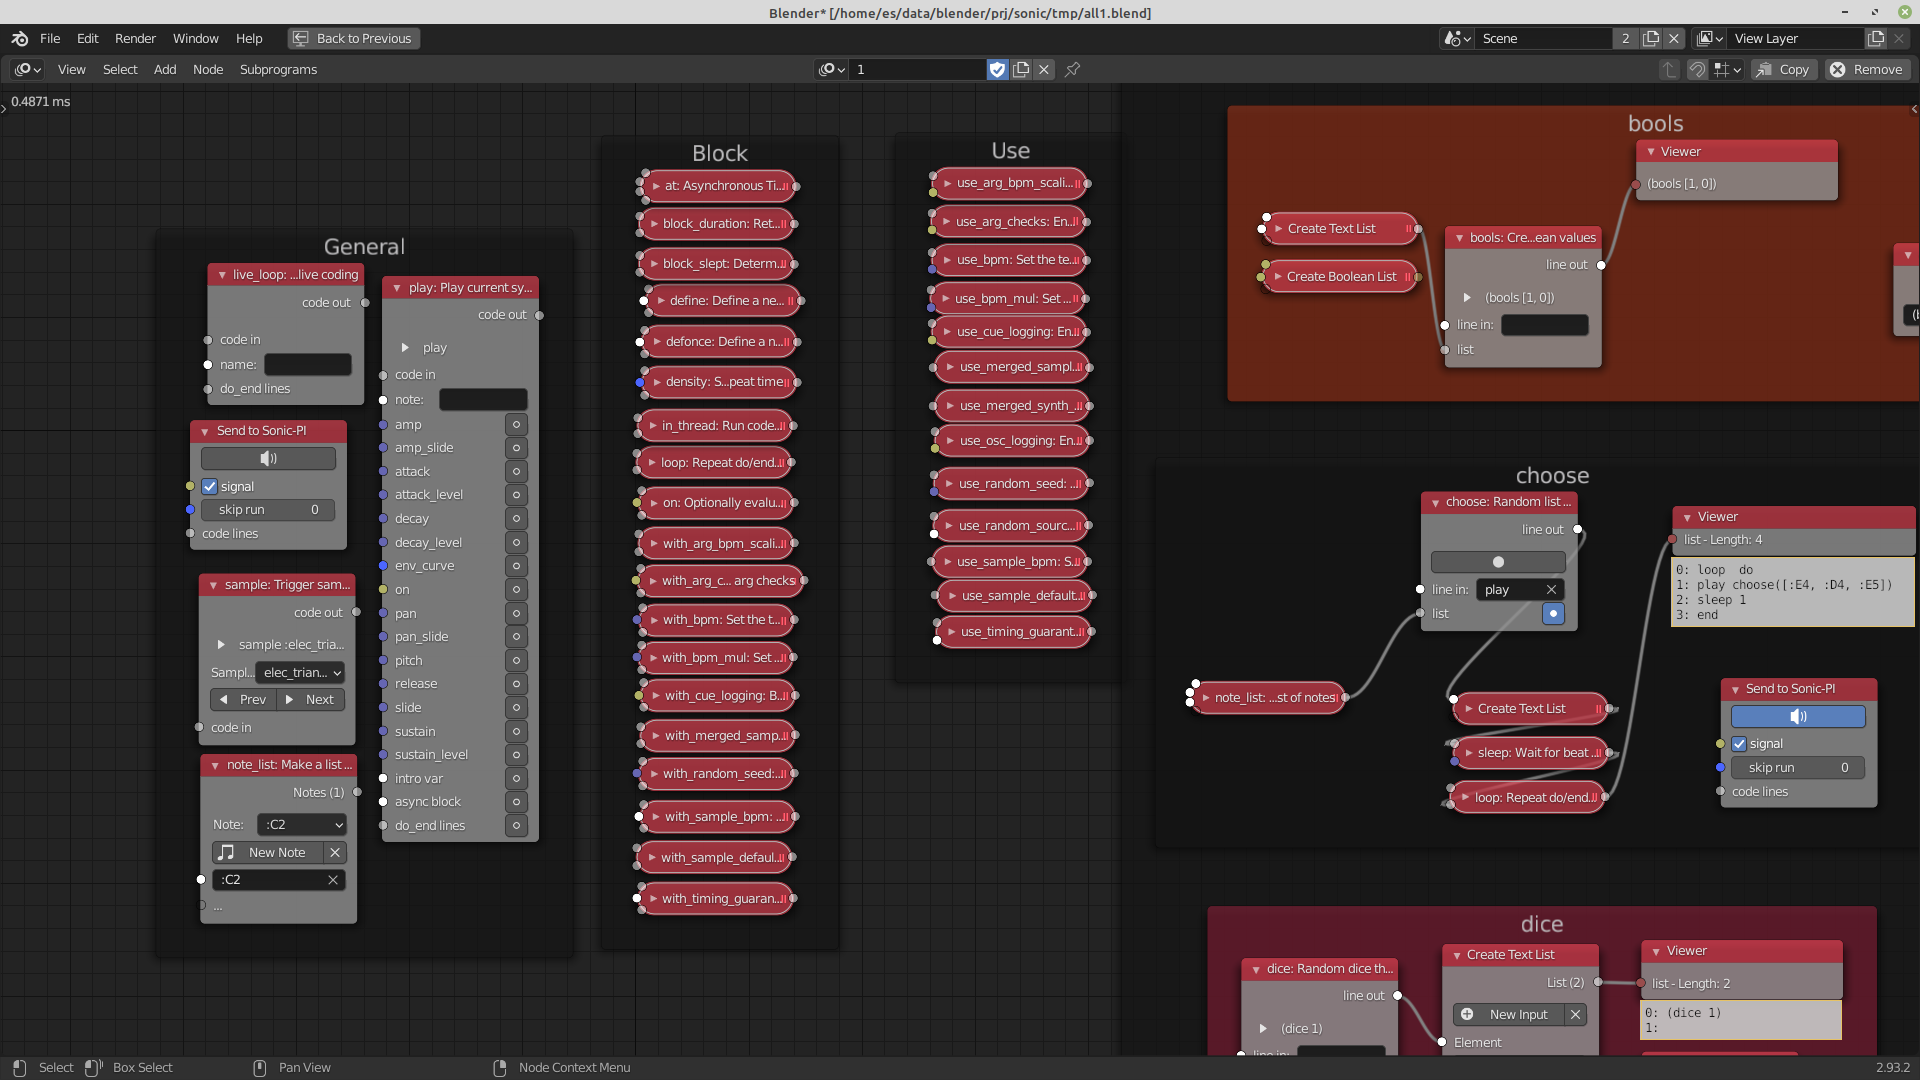 Blender* [/home/es/data/blender/prj/sonic/tmp/all1.blend]
File Edit Render Window Help Back to Previous Scene 2 View Layer
View Select Add Node Subprograms 1 Copy Remove
0.4871 ms
General
live_loop: ...live coding
code out
code in
name:
do_end lines
Send to Sonic-PI
signal
skip run 0
code lines
sample: Trigger sam...
code out
sample :elec_tria...
Sampl... elec_trian...
Prev Next
code in
note_list: Make a list ...
Notes (1)
Note: :C2
New Note
:C2
...
play: Play current sy...
code out
play
code in
note:
amp
amp_slide
attack
attack_level
decay
decay_level
env_curve
on
pan
pan_slide
pitch
release
slide
sustain
sustain_level
intro var
async block
do_end lines
Block
at: Asynchronous Ti...
block_duration: Ret...
block_slept: Determ...
define: Define a ne...
defonce: Define a n...
density: S...peat time
in_thread: Run code...
loop: Repeat do/end...
on: Optionally evalu...
with_arg_bpm_scali...
with_arg_c... arg checks
with_bpm: Set the t...
with_bpm_mul: Set ...
with_cue_logging: B...
with_merged_samp...
with_random_seed:...
with_sample_bpm: ...
with_sample_defaul...
with_timing_guaran...
Use
use_arg_bpm_scali...
use_arg_checks: En...
use_bpm: Set the te...
use_bpm_mul: Set ...
use_cue_logging: En...
use_merged_sampl...
use_merged_synth_...
use_osc_logging: En...
use_random_seed: ...
use_random_sourc...
use_sample_bpm: S...
use_sample_default...
use_timing_guarant...
bools
Create Text List
Create Boolean List
bools: Cre...ean values
line out
(bools [1, 0])
line in:
list
Viewer
(bools [1, 0])
choose
note_list: ...st of notes
choose: Random list ...
line out
line in: play
list
Create Text List
sleep: Wait for beat ...
loop: Repeat do/end...
Viewer
list - Length: 4
0: loop  do
1: play choose([:E4, :D4, :E5])
2: sleep 1
3: end
Send to Sonic-PI
signal
skip run 0
code lines
dice
dice: Random dice th...
line out
(dice 1)
line in:
Create Text List
List (2)
New Input
Element
Viewer
list - Length: 2
0: (dice 1)
1:
Select Box Select Pan View Node Context Menu 2.93.2